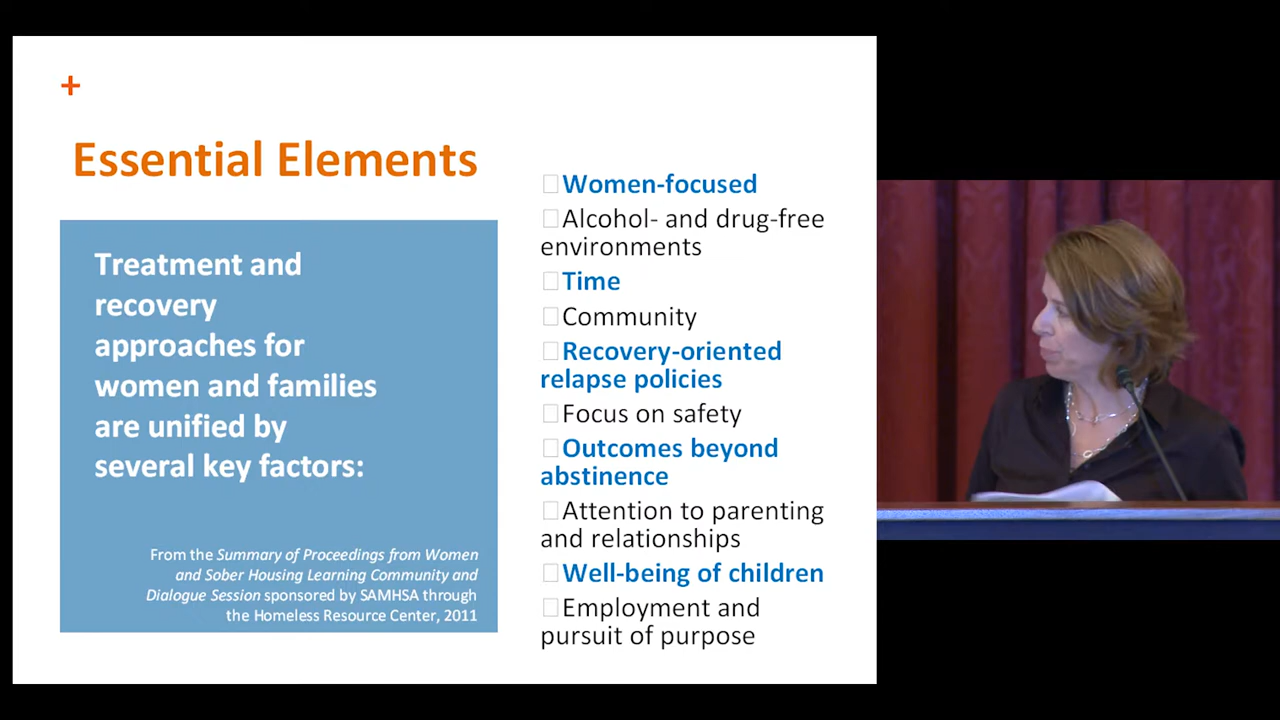 +
Essential Elements
Treatment and
recovery
approaches for
women and families
are unified by
several key factors:
From the Summary of Proceedings from Women
and Sober Housing Learning Community and
Dialogue Session sponsored by SAMHSA through
the Homeless Resource Center, 2011
Women-focused
Alcohol- and drug-free
environments
Time
Community
Recovery-oriented
relapse policies
Focus on safety
Outcomes beyond
abstinence
Attention to parenting
and relationships
Well-being of children
Employment and
pursuit of purpose